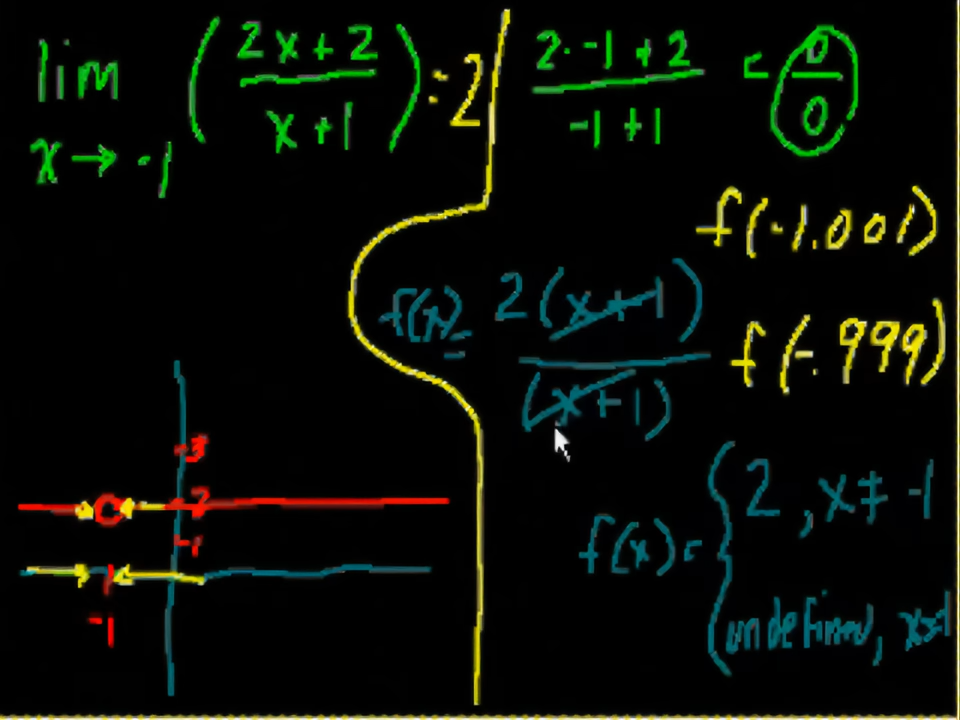 lim x→-1 ( (2x+2)/(x+1) ) = 2
(2·-1+2)/(-1+1) = 0/0
f(-1.001)
f(x) = 2(x+1)/(x+1)
f(-.999)
f(x) = { 2, x≠-1
undefined, x=-1
-3
-2
-1
-1